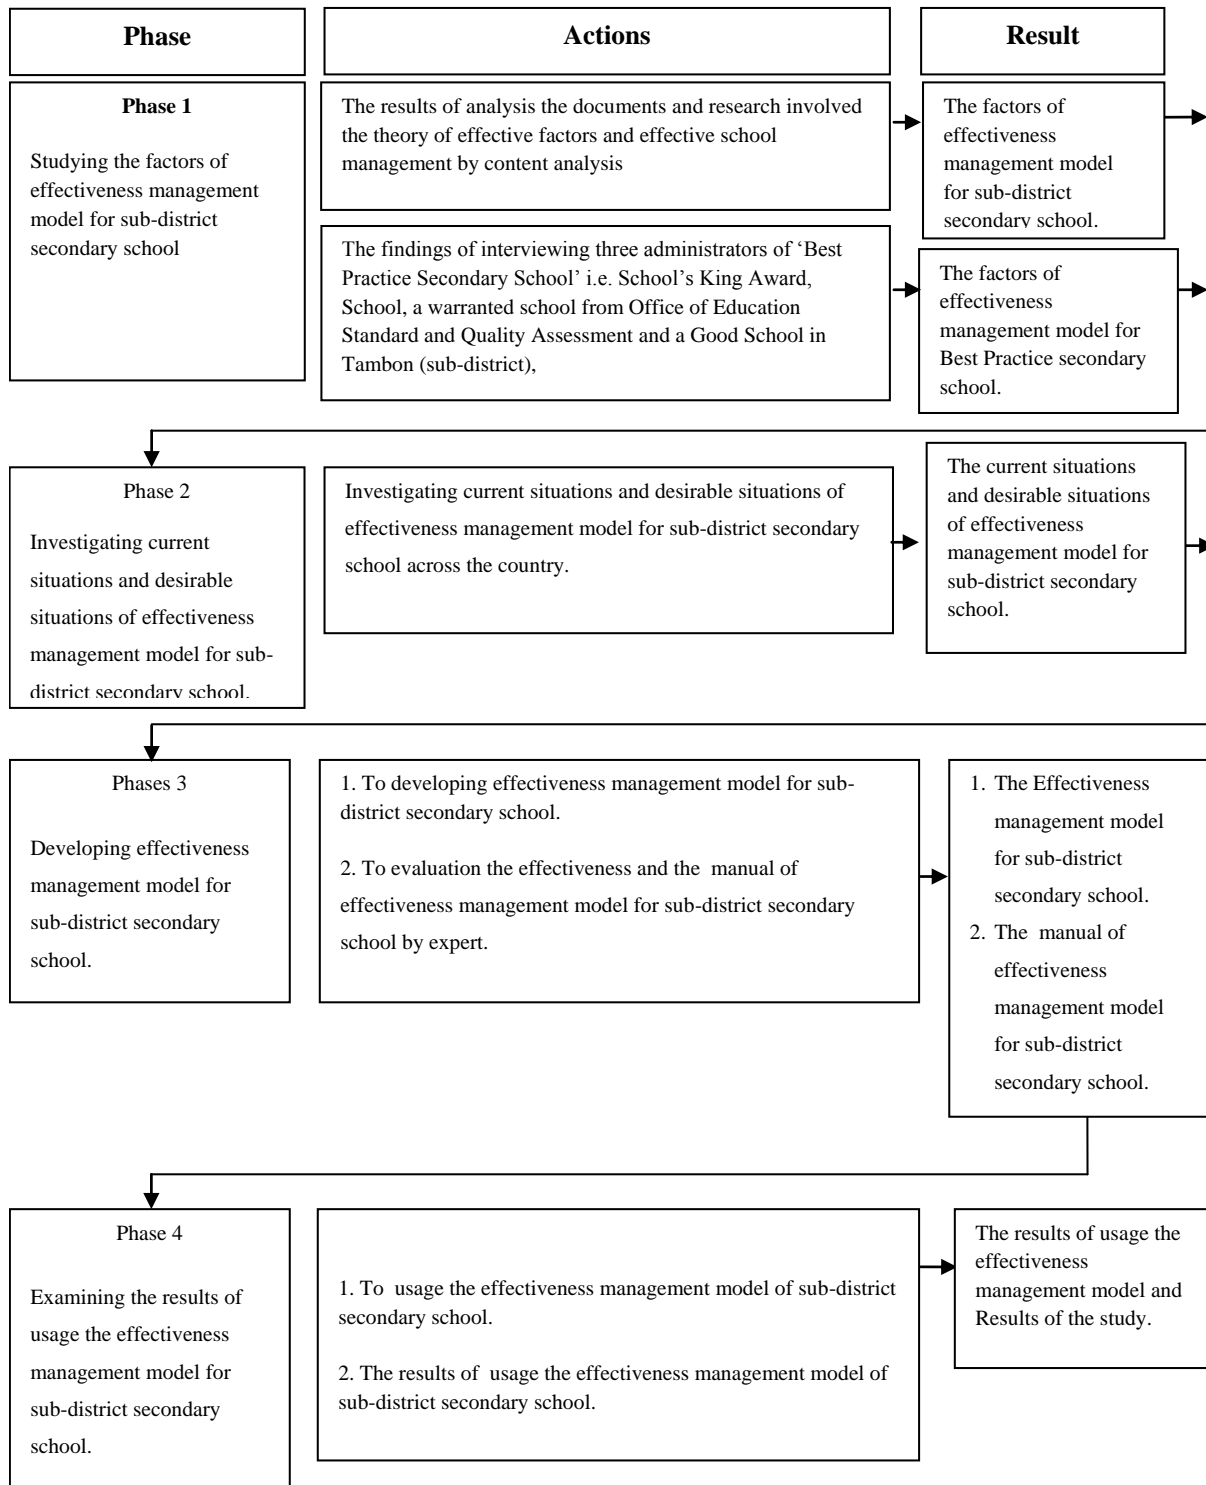 Phase
Actions
Result
Phase 1
Studying the factors of
effectiveness management
model for sub-district
secondary school
The results of analysis the documents and research involved
the theory of effective factors and effective school
management by content analysis
The factors of
effectiveness
management model
for sub-district
secondary school.
The findings of interviewing three administrators of ‘Best
Practice Secondary School’ i.e. School’s King Award,
School, a warranted school from Office of Education
Standard and Quality Assessment and a Good School in
Tambon (sub-district),
The factors of
effectiveness
management model for
Best Practice secondary
school.
Phase 2
Investigating current
situations and desirable
situations of effectiveness
management model for sub-
district secondary school.
Investigating current situations and desirable situations of
effectiveness management model for sub-district secondary
school across the country.
The current situations
and desirable situations
of effectiveness
management model for
sub-district secondary
school.
Phases 3
Developing effectiveness
management model for
sub-district secondary
school.
1. To developing effectiveness management model for sub-
district secondary school.
2. To evaluation the effectiveness and the  manual of
effectiveness management model for sub-district secondary
school by expert.
1. The Effectiveness
management model
for sub-district
secondary school.
2. The  manual of
effectiveness
management model
for sub-district
secondary school.
Phase 4
Examining the results of
usage the effectiveness
management model for
sub-district secondary
school.
1. To  usage the effectiveness management model of sub-district
secondary school.
2. The results of  usage the effectiveness management model of
sub-district secondary school.
The results of usage the
effectiveness
management model and
Results of the study.